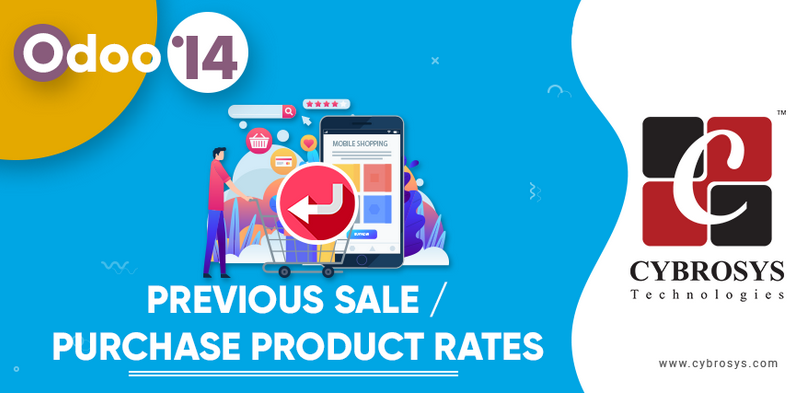 Odoo 14
MOBILE SHOPPING
PREVIOUS SALE /
PURCHASE PRODUCT RATES
C
™
CYBROSYS
Technologies
www.cybrosys.com